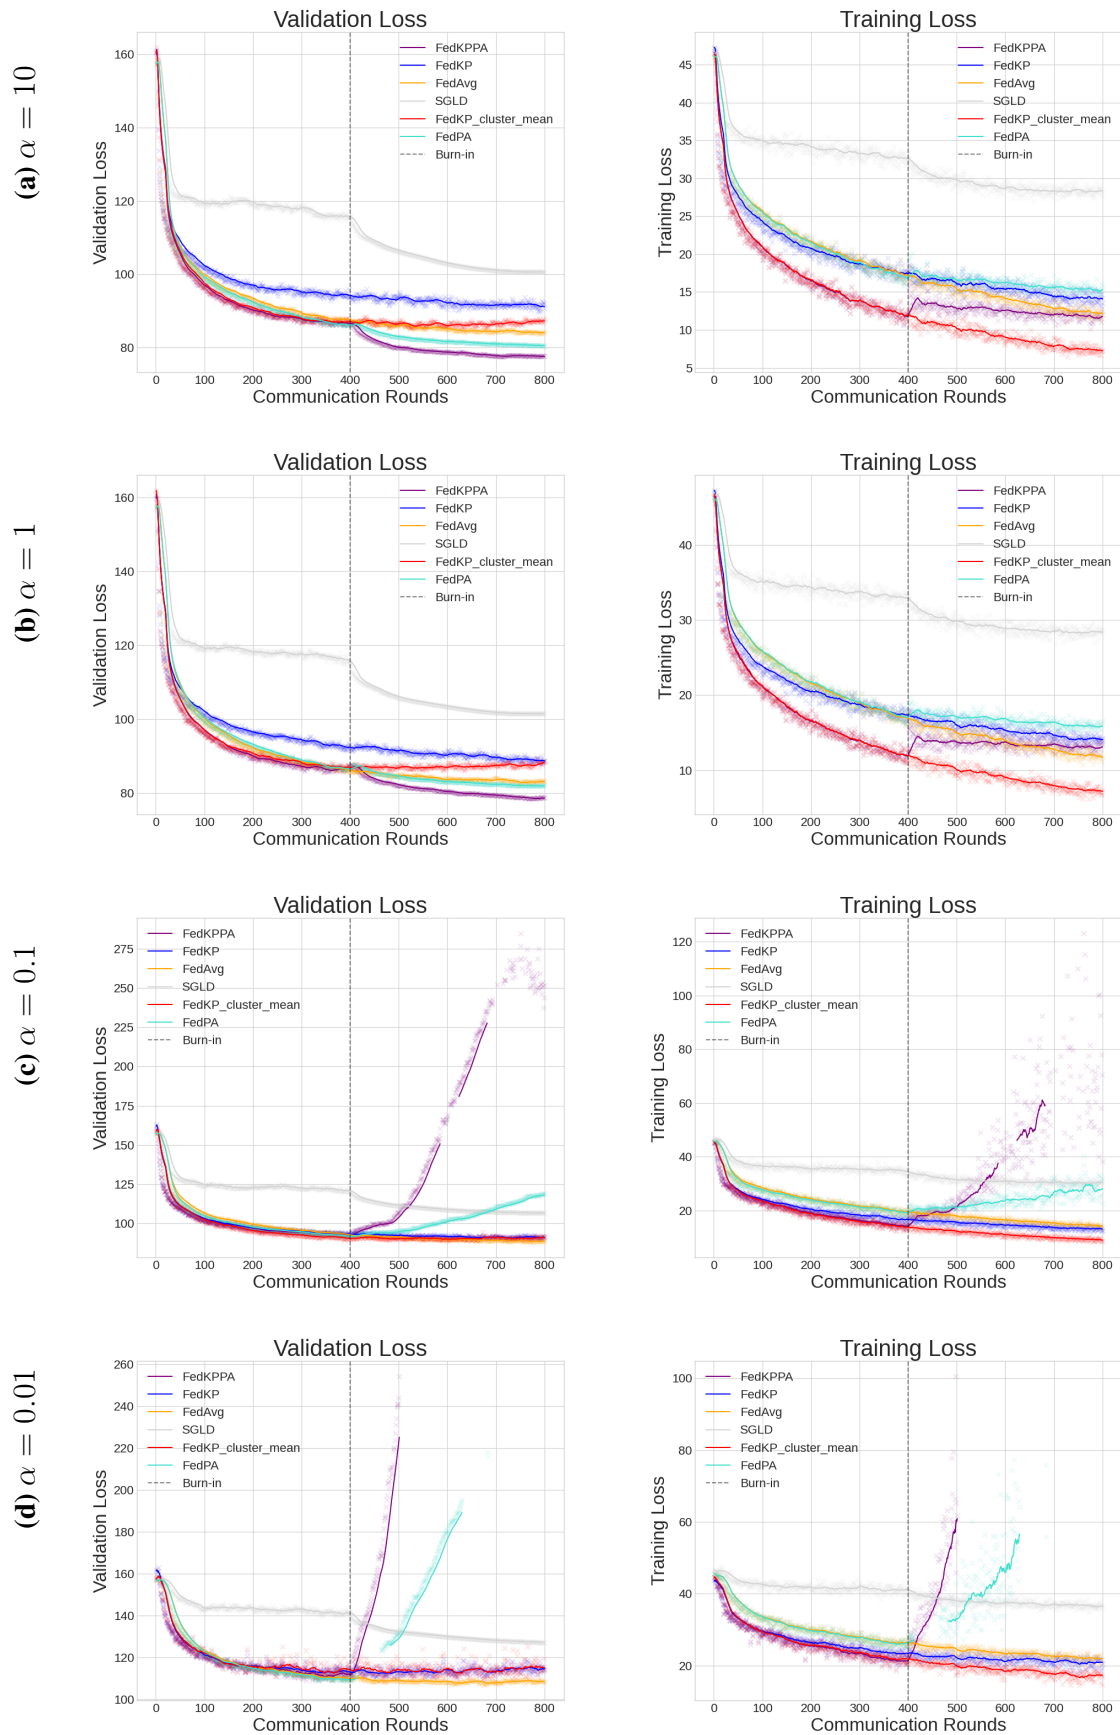 (a) α = 10
Validation Loss
Validation Loss
160
140
120
100
80
FedKPPA
FedKP
FedAvg
SGLD
FedKP_cluster_mean
FedPA
Burn-in
0 100 200 300 400 500 600 700 800
Communication Rounds
Training Loss
Training Loss
45
40
35
30
25
20
15
10
5
FedKPPA
FedKP
FedAvg
SGLD
FedKP_cluster_mean
FedPA
Burn-in
0 100 200 300 400 500 600 700 800
Communication Rounds
(b) α = 1
Validation Loss
Validation Loss
160
140
120
100
80
FedKPPA
FedKP
FedAvg
SGLD
FedKP_cluster_mean
FedPA
Burn-in
0 100 200 300 400 500 600 700 800
Communication Rounds
Training Loss
Training Loss
40
30
20
10
FedKPPA
FedKP
FedAvg
SGLD
FedKP_cluster_mean
FedPA
Burn-in
0 100 200 300 400 500 600 700 800
Communication Rounds
(c) α = 0.1
Validation Loss
Validation Loss
275
250
225
200
175
150
125
100
FedKPPA
FedKP
FedAvg
SGLD
FedKP_cluster_mean
FedPA
Burn-in
0 100 200 300 400 500 600 700 800
Communication Rounds
Training Loss
Training Loss
120
100
80
60
40
20
FedKPPA
FedKP
FedAvg
SGLD
FedKP_cluster_mean
FedPA
Burn-in
0 100 200 300 400 500 600 700 800
Communication Rounds
(d) α = 0.01
Validation Loss
Validation Loss
260
240
220
200
180
160
140
120
100
FedKPPA
FedKP
FedAvg
SGLD
FedKP_cluster_mean
FedPA
Burn-in
0 100 200 300 400 500 600 700 800
Communication Rounds
Training Loss
Training Loss
100
80
60
40
20
FedKPPA
FedKP
FedAvg
SGLD
FedKP_cluster_mean
FedPA
Burn-in
0 100 200 300 400 500 600 700 800
Communication Rounds